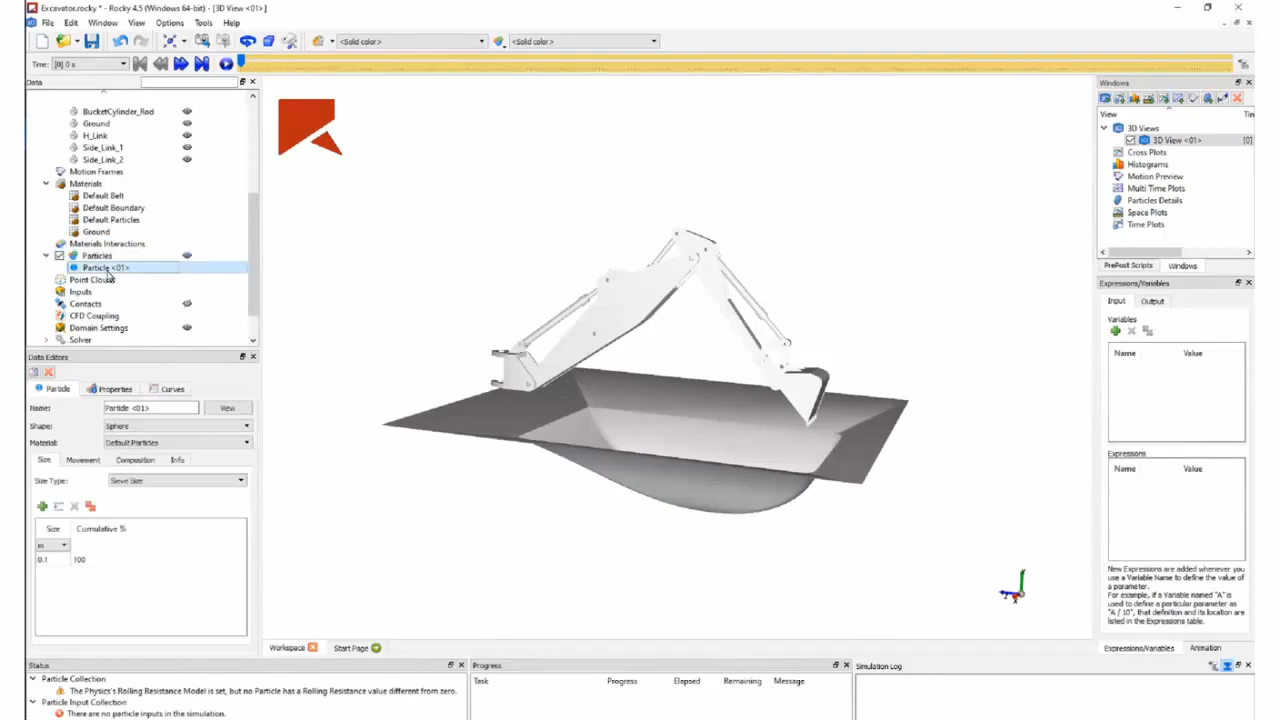 Excavator.rocky * - Rocky 4.5 (Windows 64-bit) - [3D View <01>]
File Edit Window View Options Tools Help
<Solid color> <Solid color>
Time: [0] 0 s
Data
BucketCylinder_Rod
Ground
H_Link
Side_Link_1
Side_Link_2
Motion Frames
Materials
Default Belt
Default Boundary
Default Particles
Ground
Materials Interactions
Particles
Particle <01>
Point Clouds
Inputs
Contacts
CFD Coupling
Domain Settings
Solver
Data Editors
Particle Properties Curves
Name: Particle <01> View
Shape: Sphere
Material: Default Particles
Size Movement Composition Info
Size Type: Sieve Size
Size Cumulative %
m
0.1 100
Workspace Start Page
Windows
View Tin
3D Views
3D View <01> [0]
Cross Plots
Histograms
Motion Preview
Multi Time Plots
Particles Details
Space Plots
Time Plots
PrePost Scripts Windows
Expressions/Variables
Input Output
Variables
Name Value
Expressions
Name Value
New Expressions are added whenever you
use a Variable Name to define the value of
a parameter.
For example, if a Variable named "A" is
used to define a particular parameter as
"A / 10", that definition and its location are
listed in the Expressions table.
Expressions/Variables Animation
Status
Particle Collection
The Physics's Rolling Resistance Model is set, but no Particle has a Rolling Resistance value different from zero.
Particle Input Collection
There are no particle inputs in the simulation.
Progress
Task Progress Elapsed Remaining Message
Simulation Log